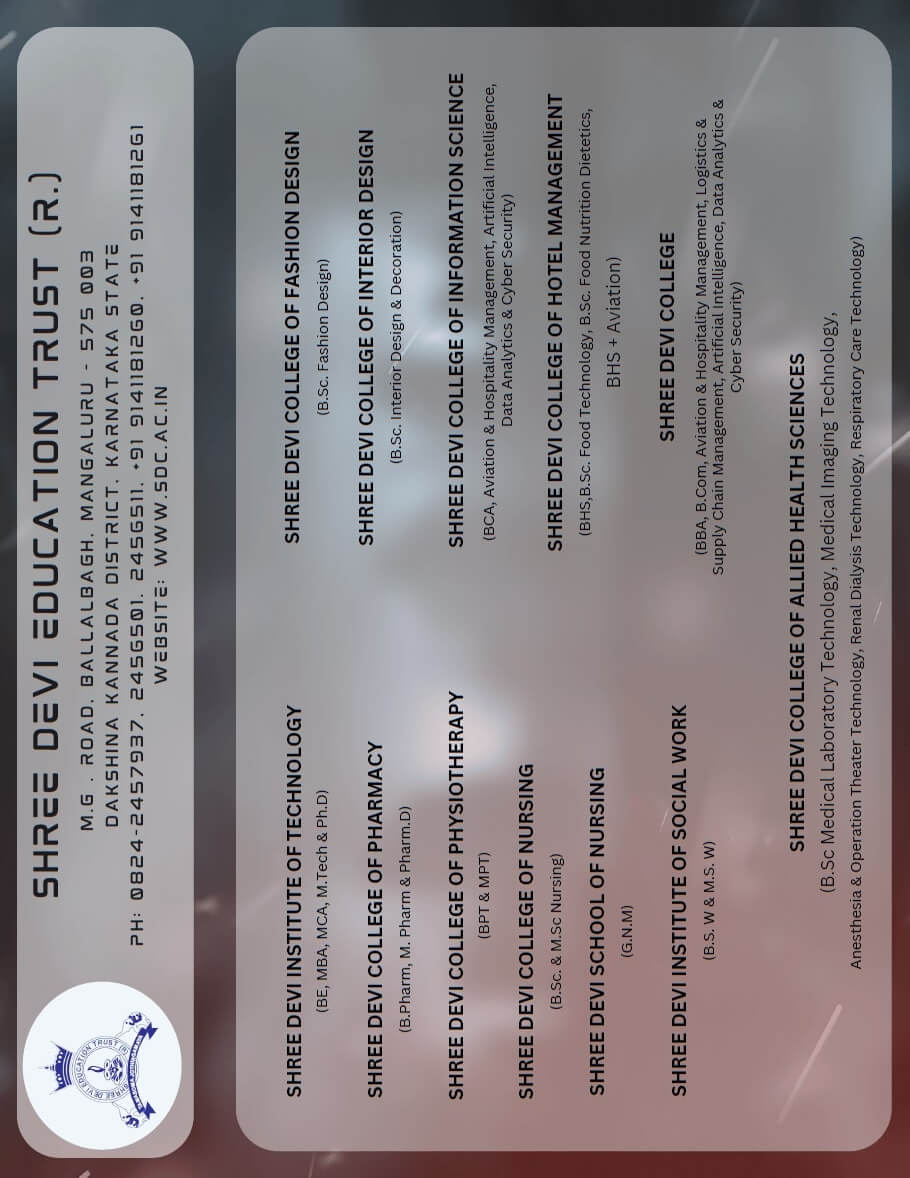 SHREE DEVI EDUCATION TRUST (R.)
M.G . ROAD, BALLALBAGH, MANGALURU - 575 003
DAKSHINA KANNADA DISTRICT, KARNATAKA STATE
PH: 0824-2457937, 2456501, 2456511, +91 9141181260, +91 9141181261
WEBSITE: WWW.SDC.AC.IN
SHREE DEVI EDUCATION TRUST (R)
SHREE DEVI INSTITUTE OF TECHNOLOGY
(BE, MBA, MCA, M.Tech & Ph.D)
SHREE DEVI COLLEGE OF PHARMACY
(B.Pharm, M. Pharm & Pharm.D)
SHREE DEVI COLLEGE OF PHYSIOTHERAPY
(BPT & MPT)
SHREE DEVI COLLEGE OF NURSING
(B.Sc. & M.Sc Nursing)
SHREE DEVI SCHOOL OF NURSING
(G.N.M)
SHREE DEVI INSTITUTE OF SOCIAL WORK
(B.S. W & M.S. W)
SHREE DEVI COLLEGE OF FASHION DESIGN
(B.Sc. Fashion Design)
SHREE DEVI COLLEGE OF INTERIOR DESIGN
(B.Sc. Interior Design & Decoration)
SHREE DEVI COLLEGE OF INFORMATION SCIENCE
(BCA, Aviation & Hospitality Management, Artificial Intelligence,
Data Analytics & Cyber Security)
SHREE DEVI COLLEGE OF HOTEL MANAGEMENT
(BHS,B.Sc. Food Technology, B.Sc. Food Nutrition Dietetics,
BHS + Aviation)
SHREE DEVI COLLEGE
(BBA, B.Com, Aviation & Hospitality Management, Logistics &
Supply Chain Management, Artificial Intelligence, Data Analytics &
Cyber Security)
SHREE DEVI COLLEGE OF ALLIED HEALTH SCIENCES
(B.Sc Medical Laboratory Technology, Medical Imaging Technology,
Anesthesia & Operation Theater Technology, Renal Dialysis Technology, Respiratory Care Technology)